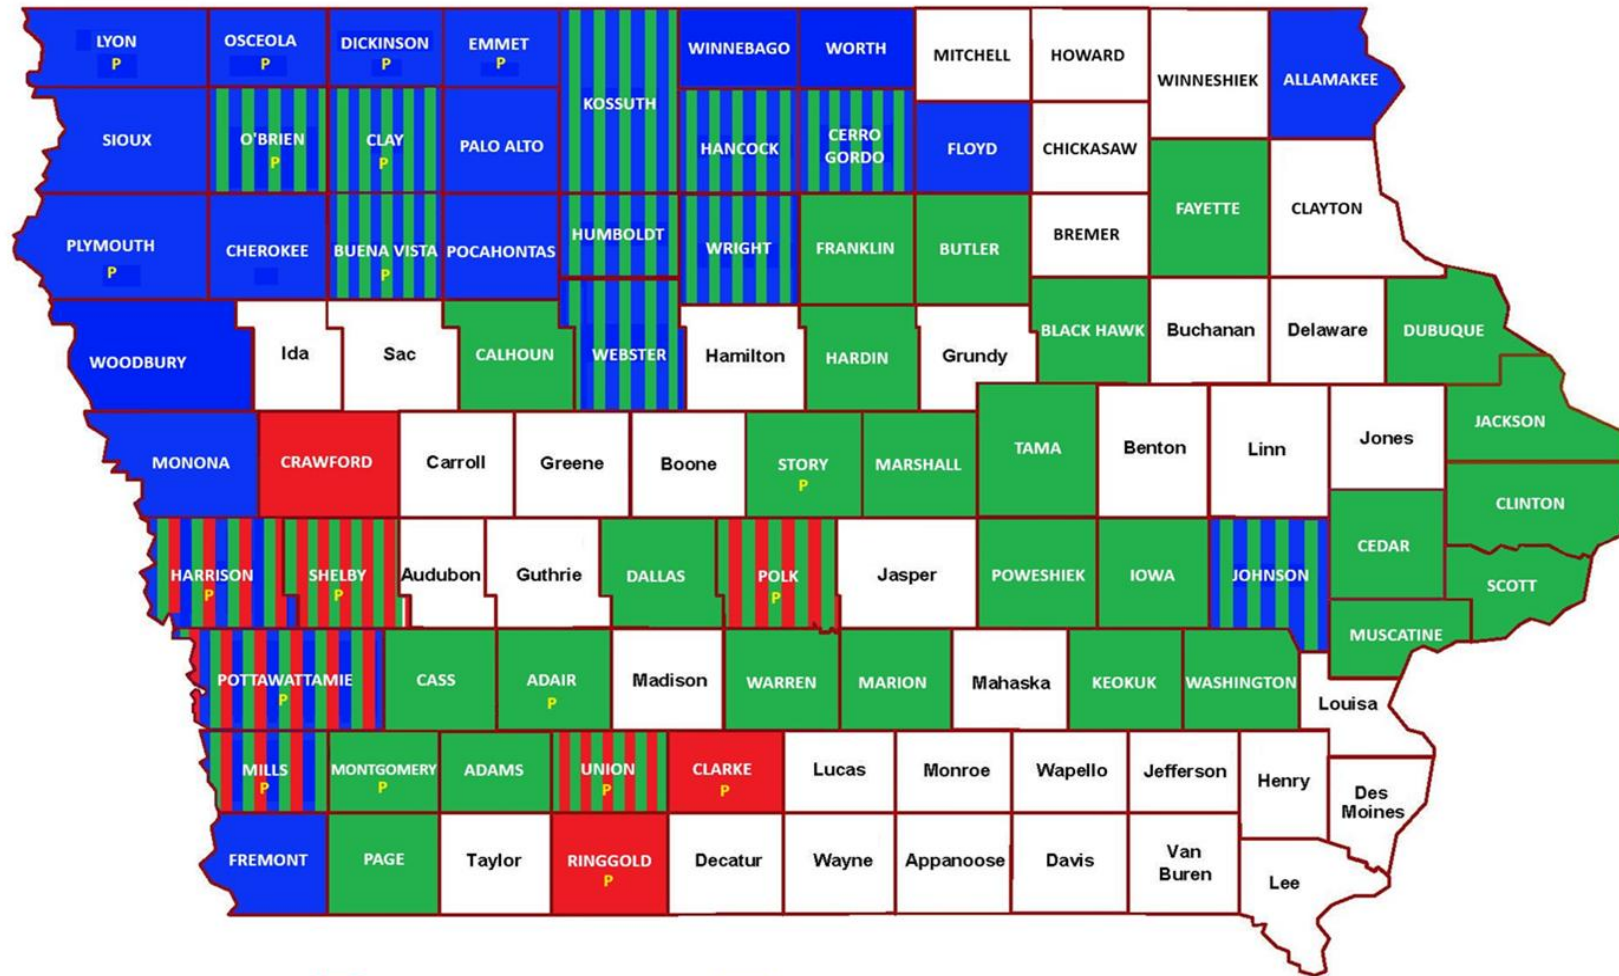 LYON
P
OSCEOLA
P
DICKINSON
P
EMMET
P
KOSSUTH
WINNEBAGO
WORTH
MITCHELL
HOWARD
WINNESHIEK
ALLAMAKEE
SIOUX
O'BRIEN
P
CLAY
P
PALO ALTO
HANCOCK
CERRO
GORDO
FLOYD
CHICKASAW
FAYETTE
CLAYTON
PLYMOUTH
P
CHEROKEE
BUENA VISTA
P
POCAHONTAS
HUMBOLDT
WRIGHT
FRANKLIN
BUTLER
BREMER
WOODBURY
Ida
Sac
CALHOUN
WEBSTER
Hamilton
HARDIN
Grundy
BLACK HAWK
Buchanan
Delaware
DUBUQUE
MONONA
CRAWFORD
Carroll
Greene
Boone
STORY
P
MARSHALL
TAMA
Benton
Linn
Jones
JACKSON
CLINTON
HARRISON
P
SHELBY
P
Audubon
Guthrie
DALLAS
POLK
P
Jasper
POWESHIEK
IOWA
JOHNSON
CEDAR
SCOTT
MUSCATINE
POTTAWATTAMIE
P
CASS
ADAIR
P
Madison
WARREN
MARION
Mahaska
KEOKUK
WASHINGTON
Louisa
MILLS
P
MONTGOMERY
P
ADAMS
UNION
P
CLARKE
P
Lucas
Monroe
Wapello
Jefferson
Henry
Des
Moines
FREMONT
PAGE
Taylor
RINGGOLD
P
Decatur
Wayne
Appanoose
Davis
Van
Buren
Lee